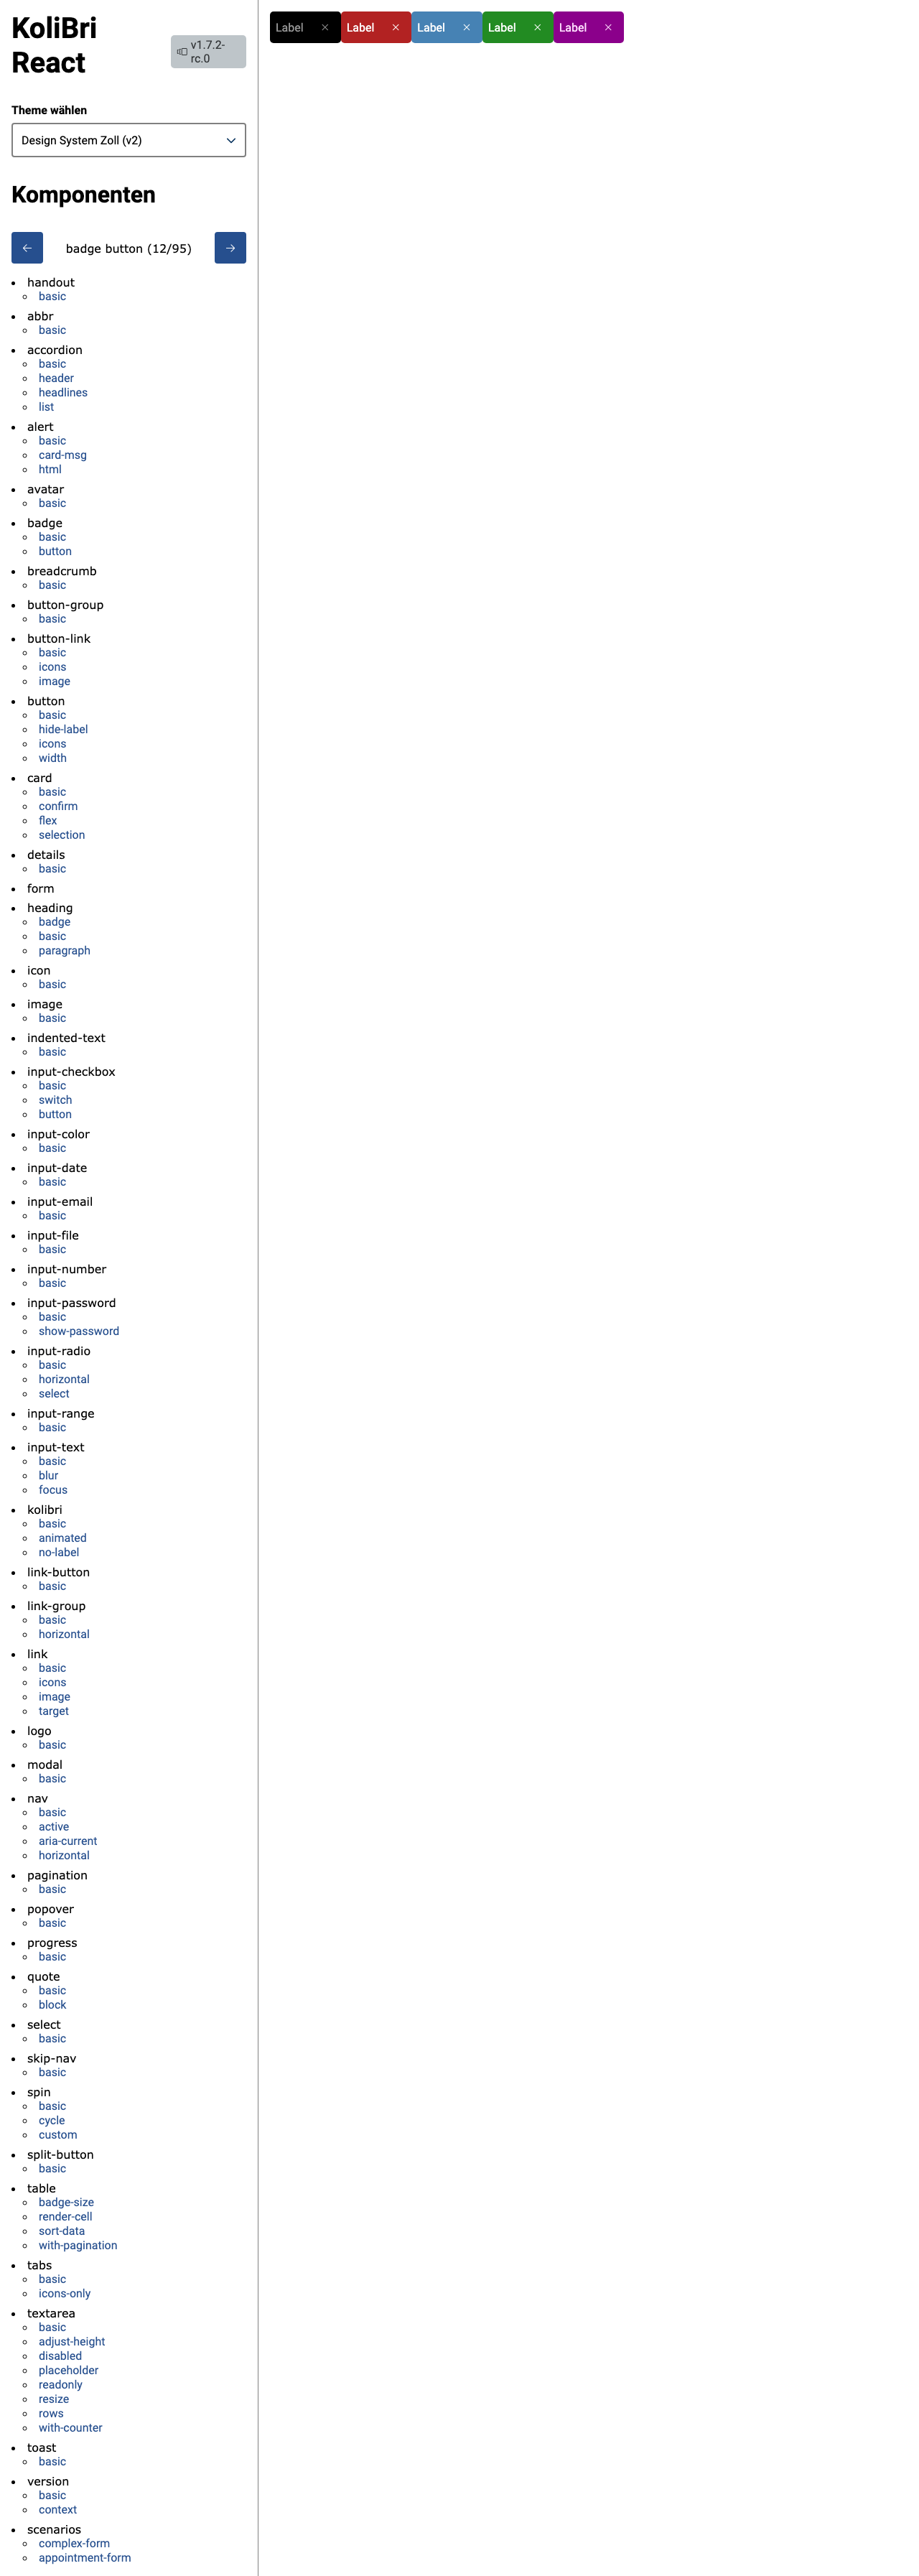 KoliBri
React
v1.7.2-
rc.0
Theme wählen
Design System Zoll (v2)
Komponenten
badge button (12/95)
handout
basic
abbr
basic
accordion
basic
header
headlines
list
alert
basic
card-msg
html
avatar
basic
badge
basic
button
breadcrumb
basic
button-group
basic
button-link
basic
icons
image
button
basic
hide-label
icons
width
card
basic
confirm
flex
selection
details
basic
form
heading
badge
basic
paragraph
icon
basic
image
basic
indented-text
basic
input-checkbox
basic
switch
button
input-color
basic
input-date
basic
input-email
basic
input-file
basic
input-number
basic
input-password
basic
show-password
input-radio
basic
horizontal
select
input-range
basic
input-text
basic
blur
focus
kolibri
basic
animated
no-label
link-button
basic
link-group
basic
horizontal
link
basic
icons
image
target
logo
basic
modal
basic
nav
basic
active
aria-current
horizontal
pagination
basic
popover
basic
progress
basic
quote
basic
block
select
basic
skip-nav
basic
spin
basic
cycle
custom
split-button
basic
table
badge-size
render-cell
sort-data
with-pagination
tabs
basic
icons-only
textarea
basic
adjust-height
disabled
placeholder
readonly
resize
rows
with-counter
toast
basic
version
basic
context
scenarios
complex-form
appointment-form
Label Label Label Label Label